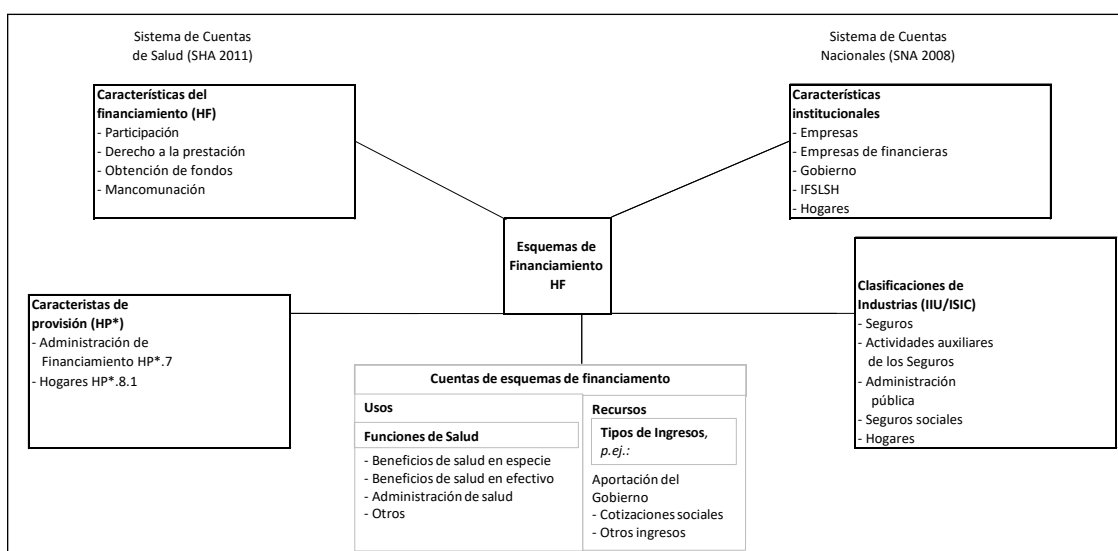 Sistema de Cuentas
de Salud (SHA 2011)
Sistema de Cuentas
Nacionales (SNA 2008)
Características del
financiamiento (HF)
- Participación
- Derecho a la prestación
- Obtención de fondos
- Mancomunación
Características
institucionales
- Empresas
- Empresas de financieras
- Gobierno
- IFSLSH
- Hogares
Esquemas de
Financiamiento
HF
Caracteristas de
provisión (HP*)
- Administración de
Financiamiento HP*.7
- Hogares HP*.8.1
Clasificaciones de
Industrias (IIU/ISIC)
- Seguros
- Actividades auxiliares
de los Seguros
- Administración
pública
- Seguros sociales
- Hogares
Cuentas de esquemas de financiamento
Usos
Funciones de Salud
- Beneficios de salud en especie
- Beneficios de salud en efectivo
- Administración de salud
- Otros
Recursos
Tipos de Ingresos,
p.ej.:
Aportación del
Gobierno
- Cotizaciones sociales
- Otros ingresos